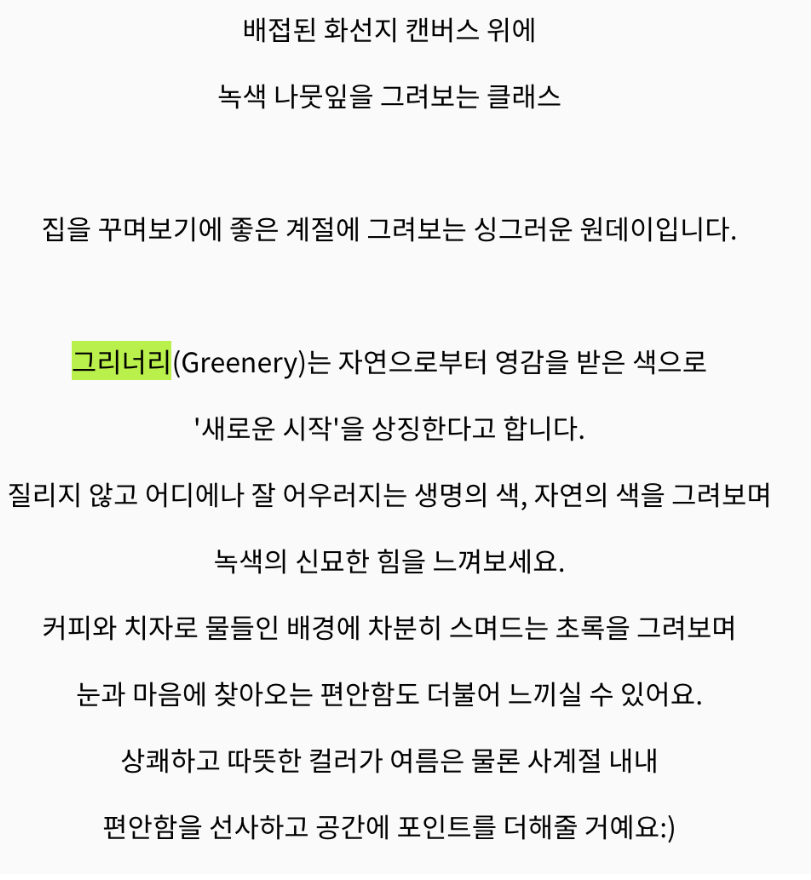 배접된 화선지 캔버스 위에
녹색 나뭇잎을 그려보는 클래스
집을 꾸며보기에 좋은 계절에 그려보는 싱그러운 원데이입니다.
그리너리(Greenery)는 자연으로부터 영감을 받은 색으로
'새로운 시작'을 상징한다고 합니다.
질리지 않고 어디에나 잘 어우러지는 생명의 색, 자연의 색을 그려보며
녹색의 신묘한 힘을 느껴보세요.
커피와 치자로 물들인 배경에 차분히 스며드는 초록을 그려보며
눈과 마음에 찾아오는 편안함도 더불어 느끼실 수 있어요.
상쾌하고 따뜻한 컬러가 여름은 물론 사계절 내내
편안함을 선사하고 공간에 포인트를 더해줄 거예요:)